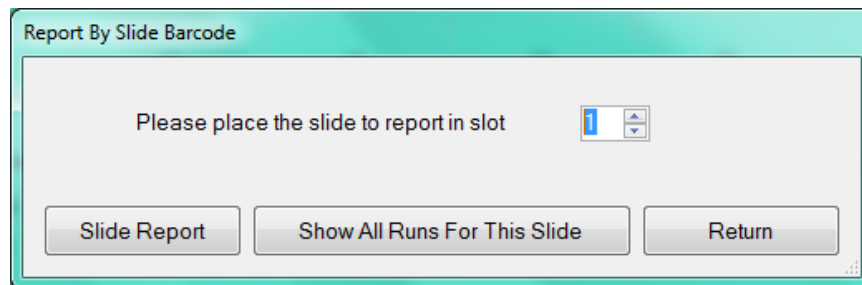 Report By Slide Barcode
Please place the slide to report in slot 1
Slide Report Show All Runs For This Slide Return